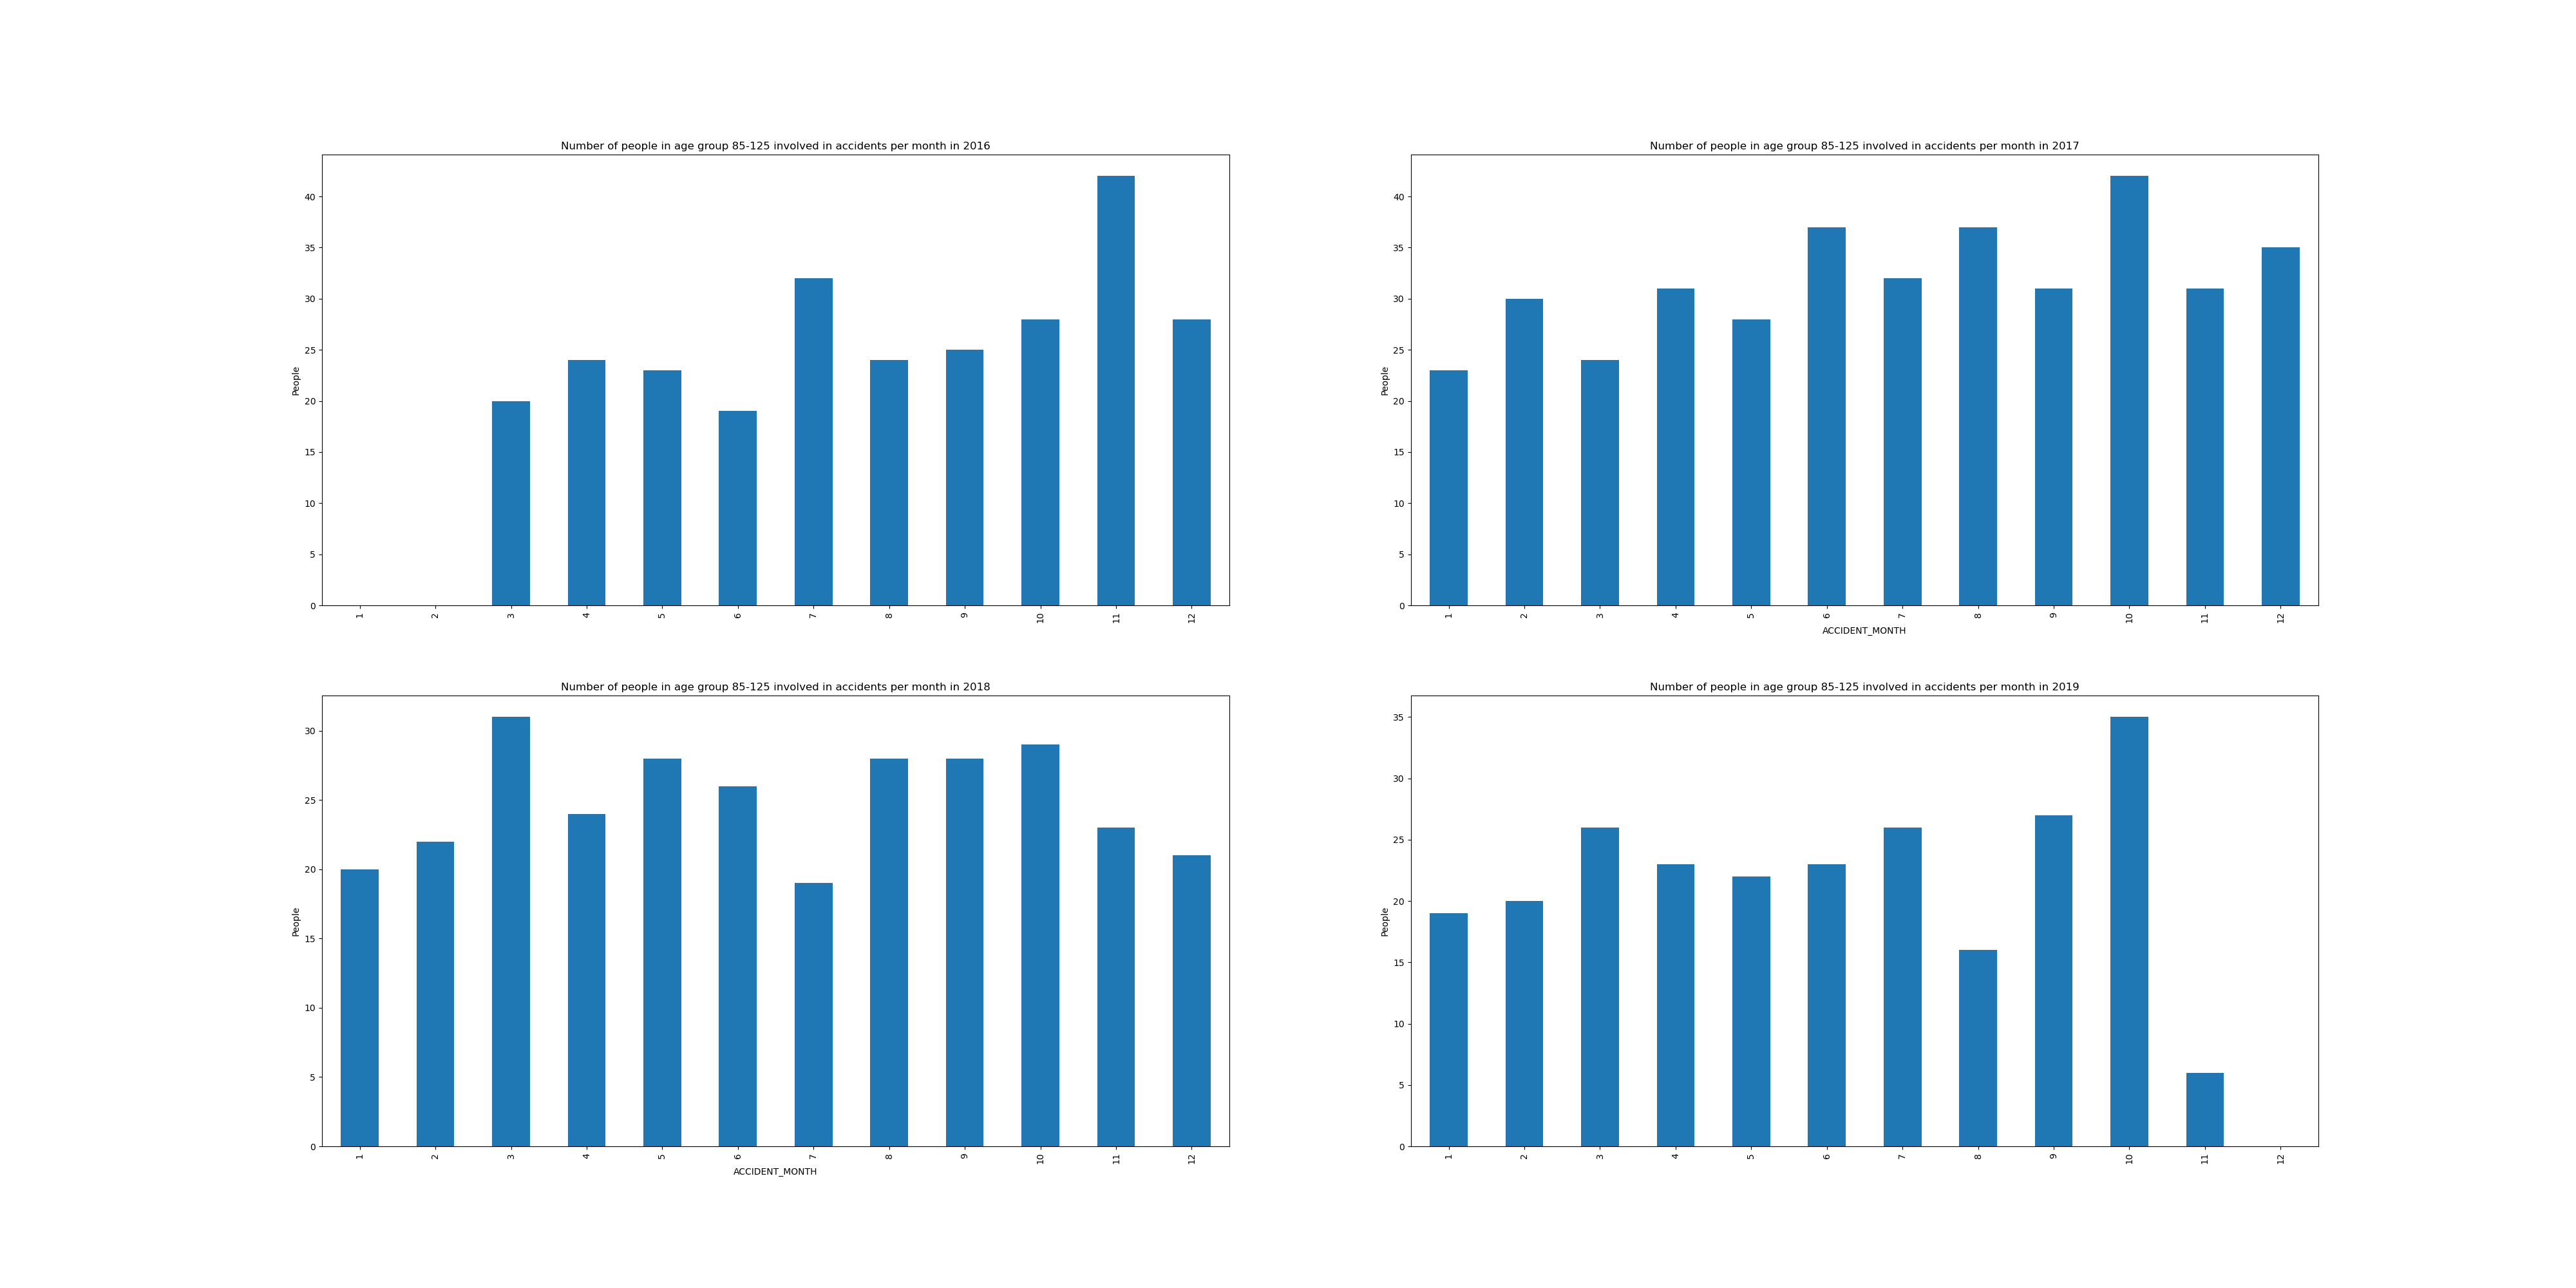 Number of people in age group 85-125 involved in accidents per month in 2016
People
40
35
30
25
20
15
10
5
0
1 2 3 4 5 6 7 8 9 10 11 12
Number of people in age group 85-125 involved in accidents per month in 2017
People
40
35
30
25
20
15
10
5
0
1 2 3 4 5 6 7 8 9 10 11 12
ACCIDENT_MONTH
Number of people in age group 85-125 involved in accidents per month in 2018
People
30
25
20
15
10
5
0
1 2 3 4 5 6 7 8 9 10 11 12
ACCIDENT_MONTH
Number of people in age group 85-125 involved in accidents per month in 2019
People
35
30
25
20
15
10
5
0
1 2 3 4 5 6 7 8 9 10 11 12